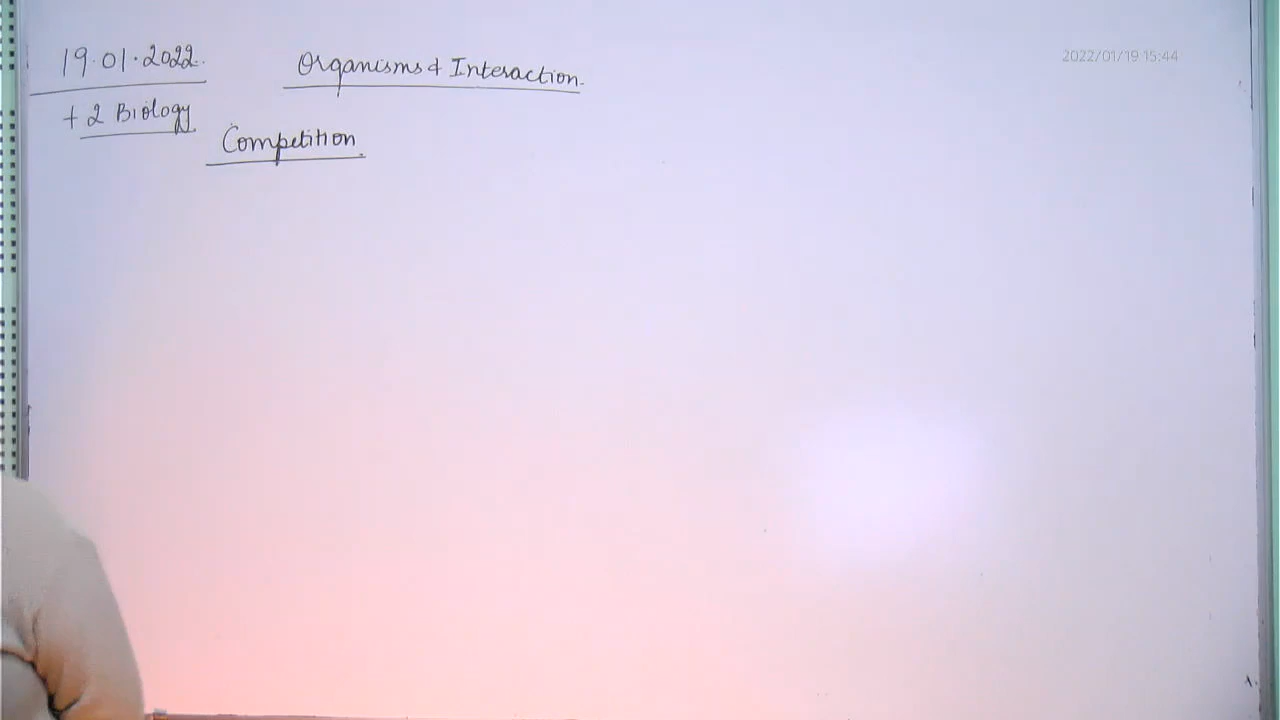 19.01.2022.
Organisms & Interaction.
2022/01/19 15:44
+2 Biology
Competition.